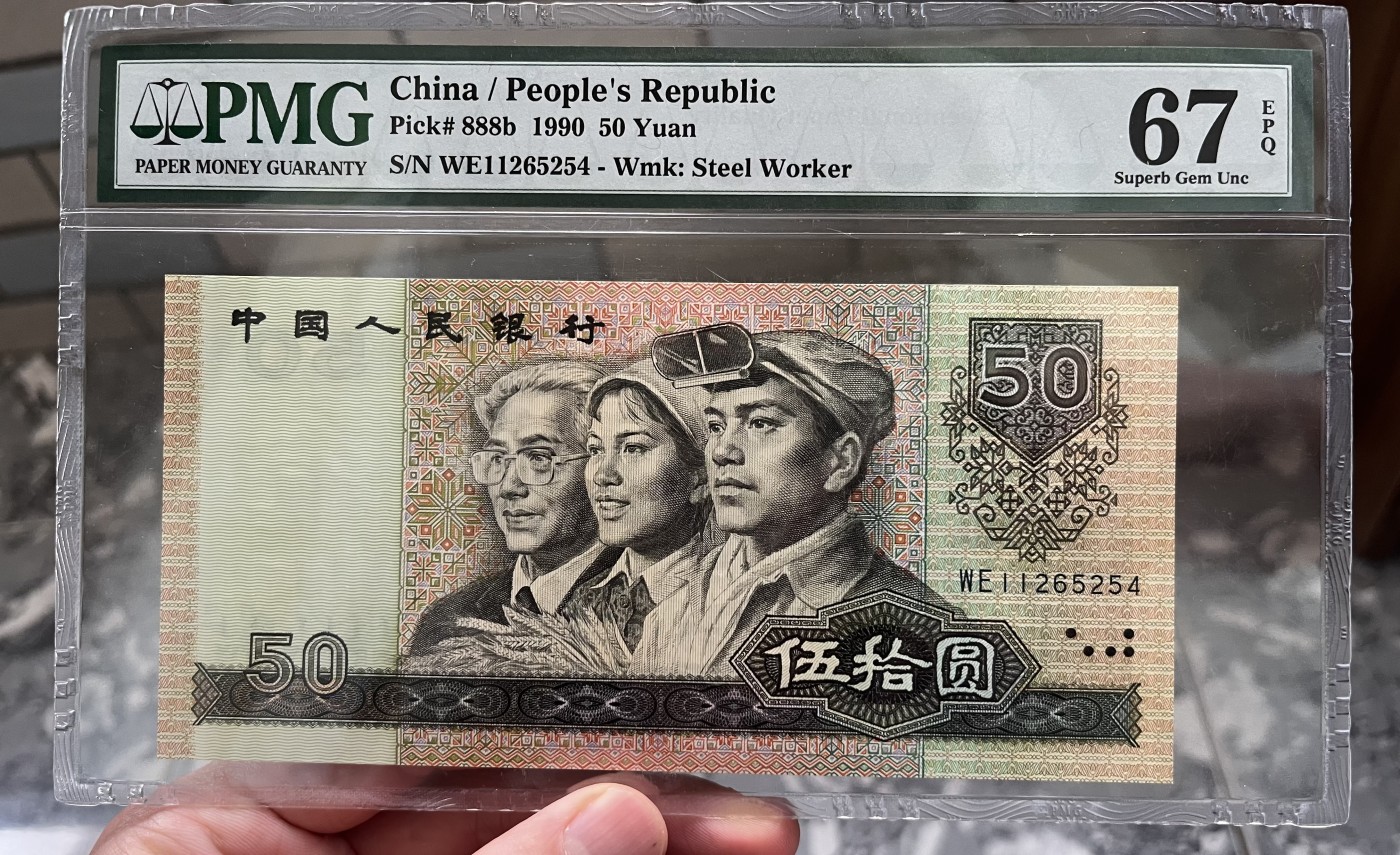 PMG
PAPER MONEY GUARANTY
China / People's Republic
Pick# 888b 1990 50 Yuan
S/N WE11265254 - Wmk: Steel Worker
67
EPQ
Superb Gem Unc
中国人民银行
50
WE11265254
50
伍拾圆